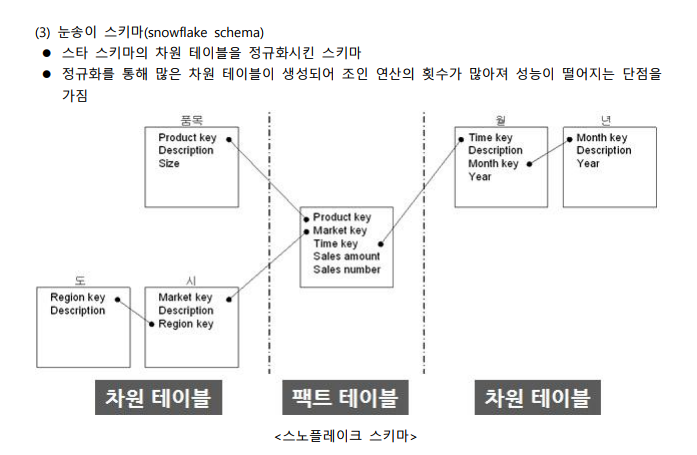 (3) 눈송이 스키마(snowflake schema)
● 스타 스키마의 차원 테이블을 정규화시킨 스키마
● 정규화를 통해 많은 차원 테이블이 생성되어 조인 연산의 횟수가 많아져 성능이 떨어지는 단점을
가짐
품목
Product key
Description
Size
월
Time key
Description
Month key
Year
년
Month key
Description
Year
Product key
Market key
Time key
Sales amount
Sales number
도
Region key
Description
시
Market key
Description
Region key
차원 테이블
팩트 테이블
차원 테이블
<스노플레이크 스키마>